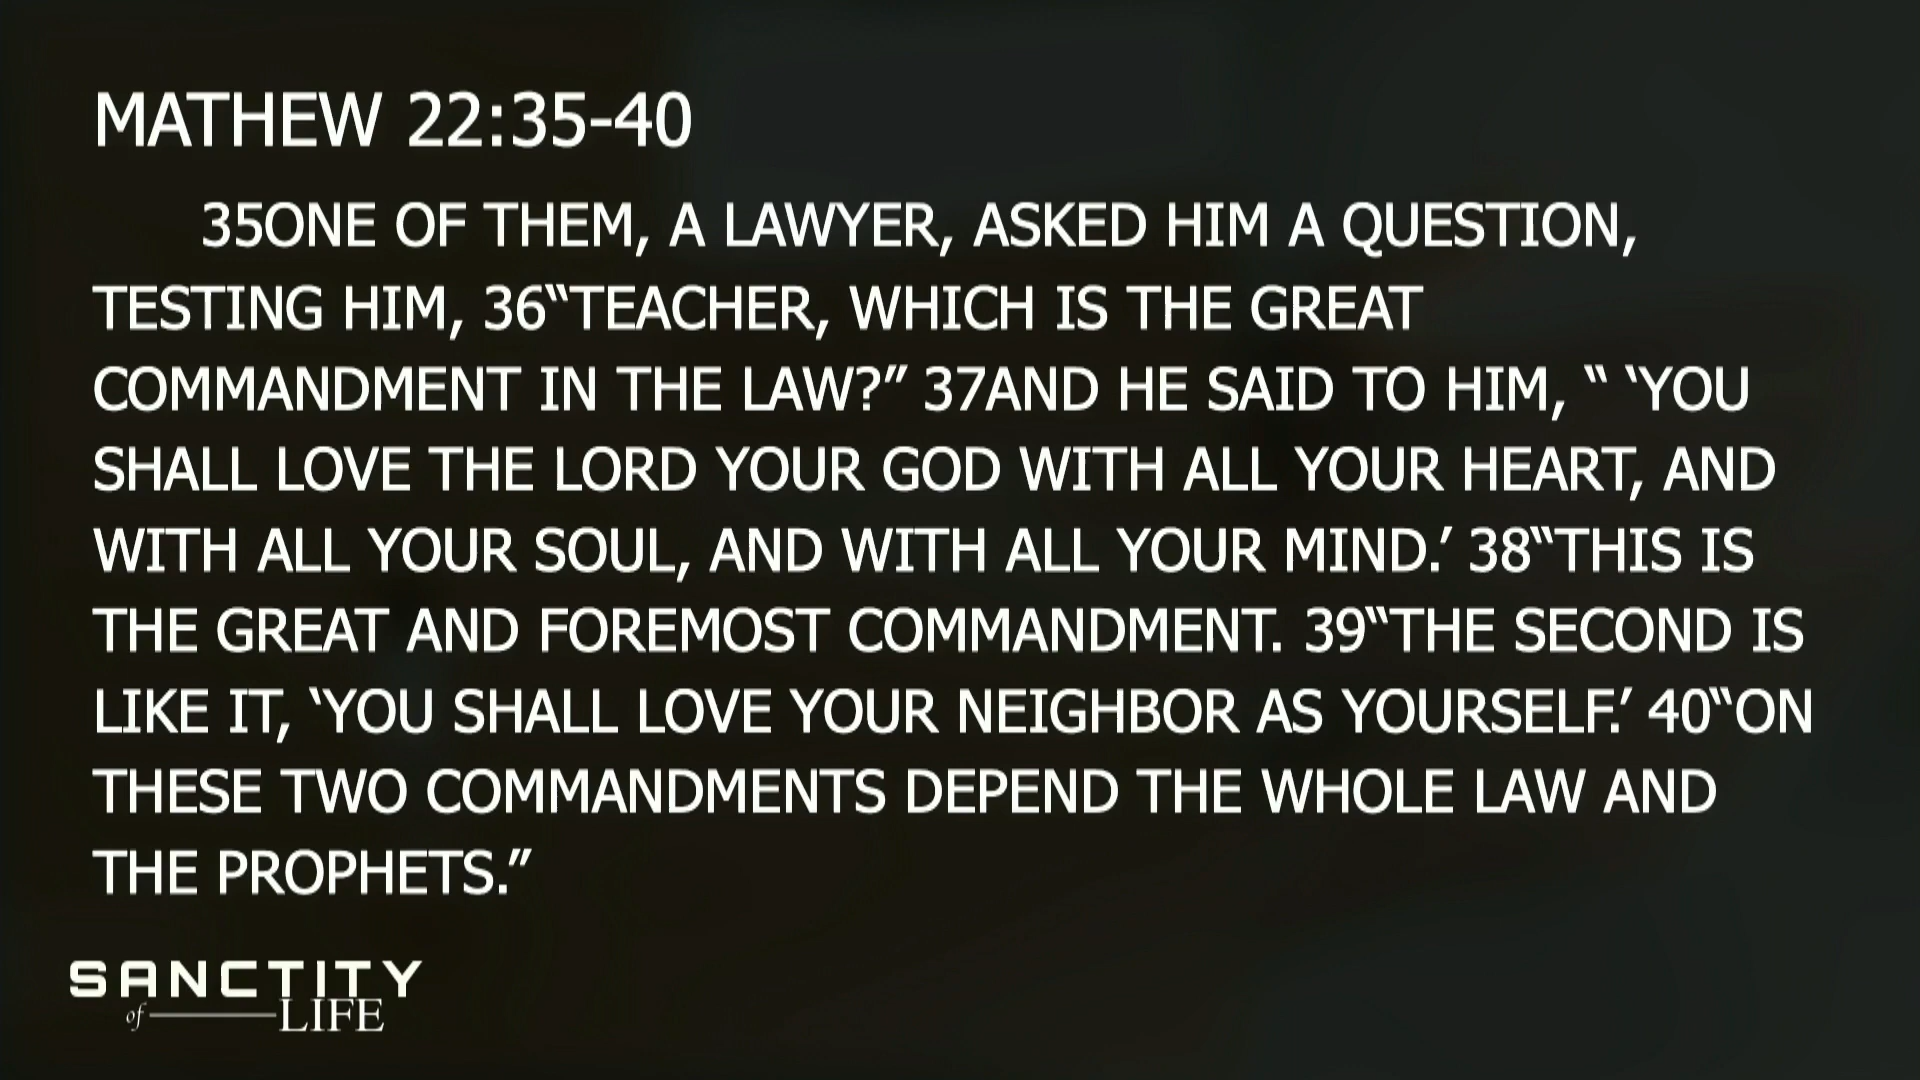 MATHEW 22:35-40
35ONE OF THEM, A LAWYER, ASKED HIM A QUESTION,
TESTING HIM, 36“TEACHER, WHICH IS THE GREAT
COMMANDMENT IN THE LAW?” 37AND HE SAID TO HIM, “ ‘YOU
SHALL LOVE THE LORD YOUR GOD WITH ALL YOUR HEART, AND
WITH ALL YOUR SOUL, AND WITH ALL YOUR MIND.’ 38“THIS IS
THE GREAT AND FOREMOST COMMANDMENT. 39“THE SECOND IS
LIKE IT, ‘YOU SHALL LOVE YOUR NEIGHBOR AS YOURSELF.’ 40“ON
THESE TWO COMMANDMENTS DEPEND THE WHOLE LAW AND
THE PROPHETS.”
SANCTITY
of LIFE